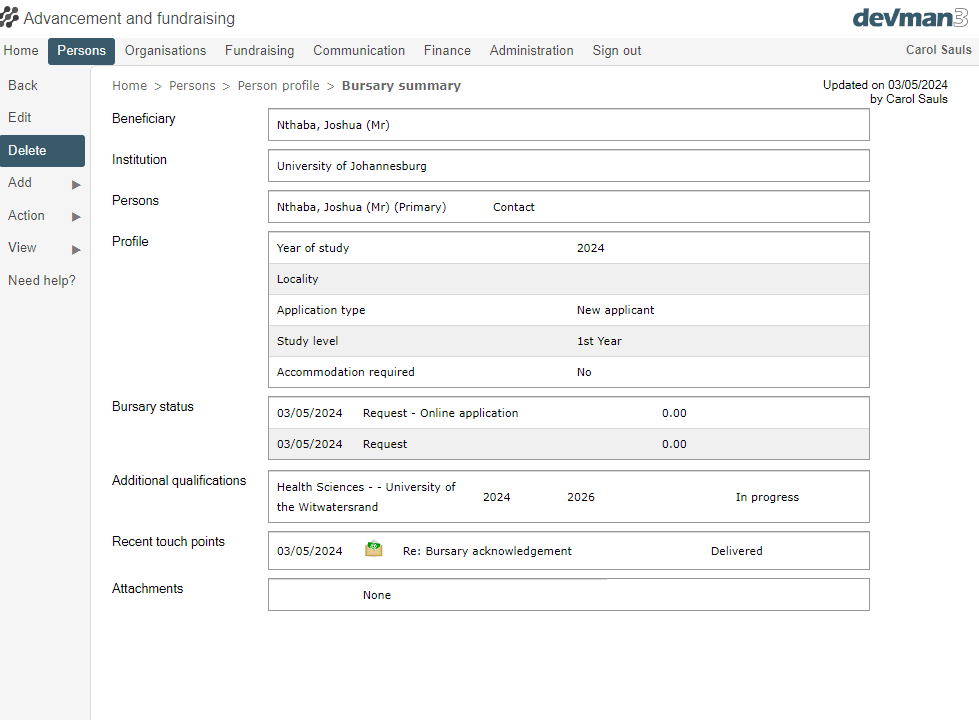 Advancement and fundraising
devman3
Home Persons Organisations Fundraising Communication Finance Administration Sign out Carol Sauls
Back
Edit
Delete
Add
Action
View
Need help?
Home > Persons > Person profile > Bursary summary
Updated on 03/05/2024
by Carol Sauls
Beneficiary
Nthaba, Joshua (Mr)
Institution
University of Johannesburg
Persons
Nthaba, Joshua (Mr) (Primary) Contact
Profile
Year of study 2024
Locality
Application type New applicant
Study level 1st Year
Accommodation required No
Bursary status
03/05/2024 Request - Online application 0.00
03/05/2024 Request 0.00
Additional qualifications
Health Sciences - - University of
the Witwatersrand
2024 2026 In progress
Recent touch points
03/05/2024 Re: Bursary acknowledgement Delivered
Attachments
None